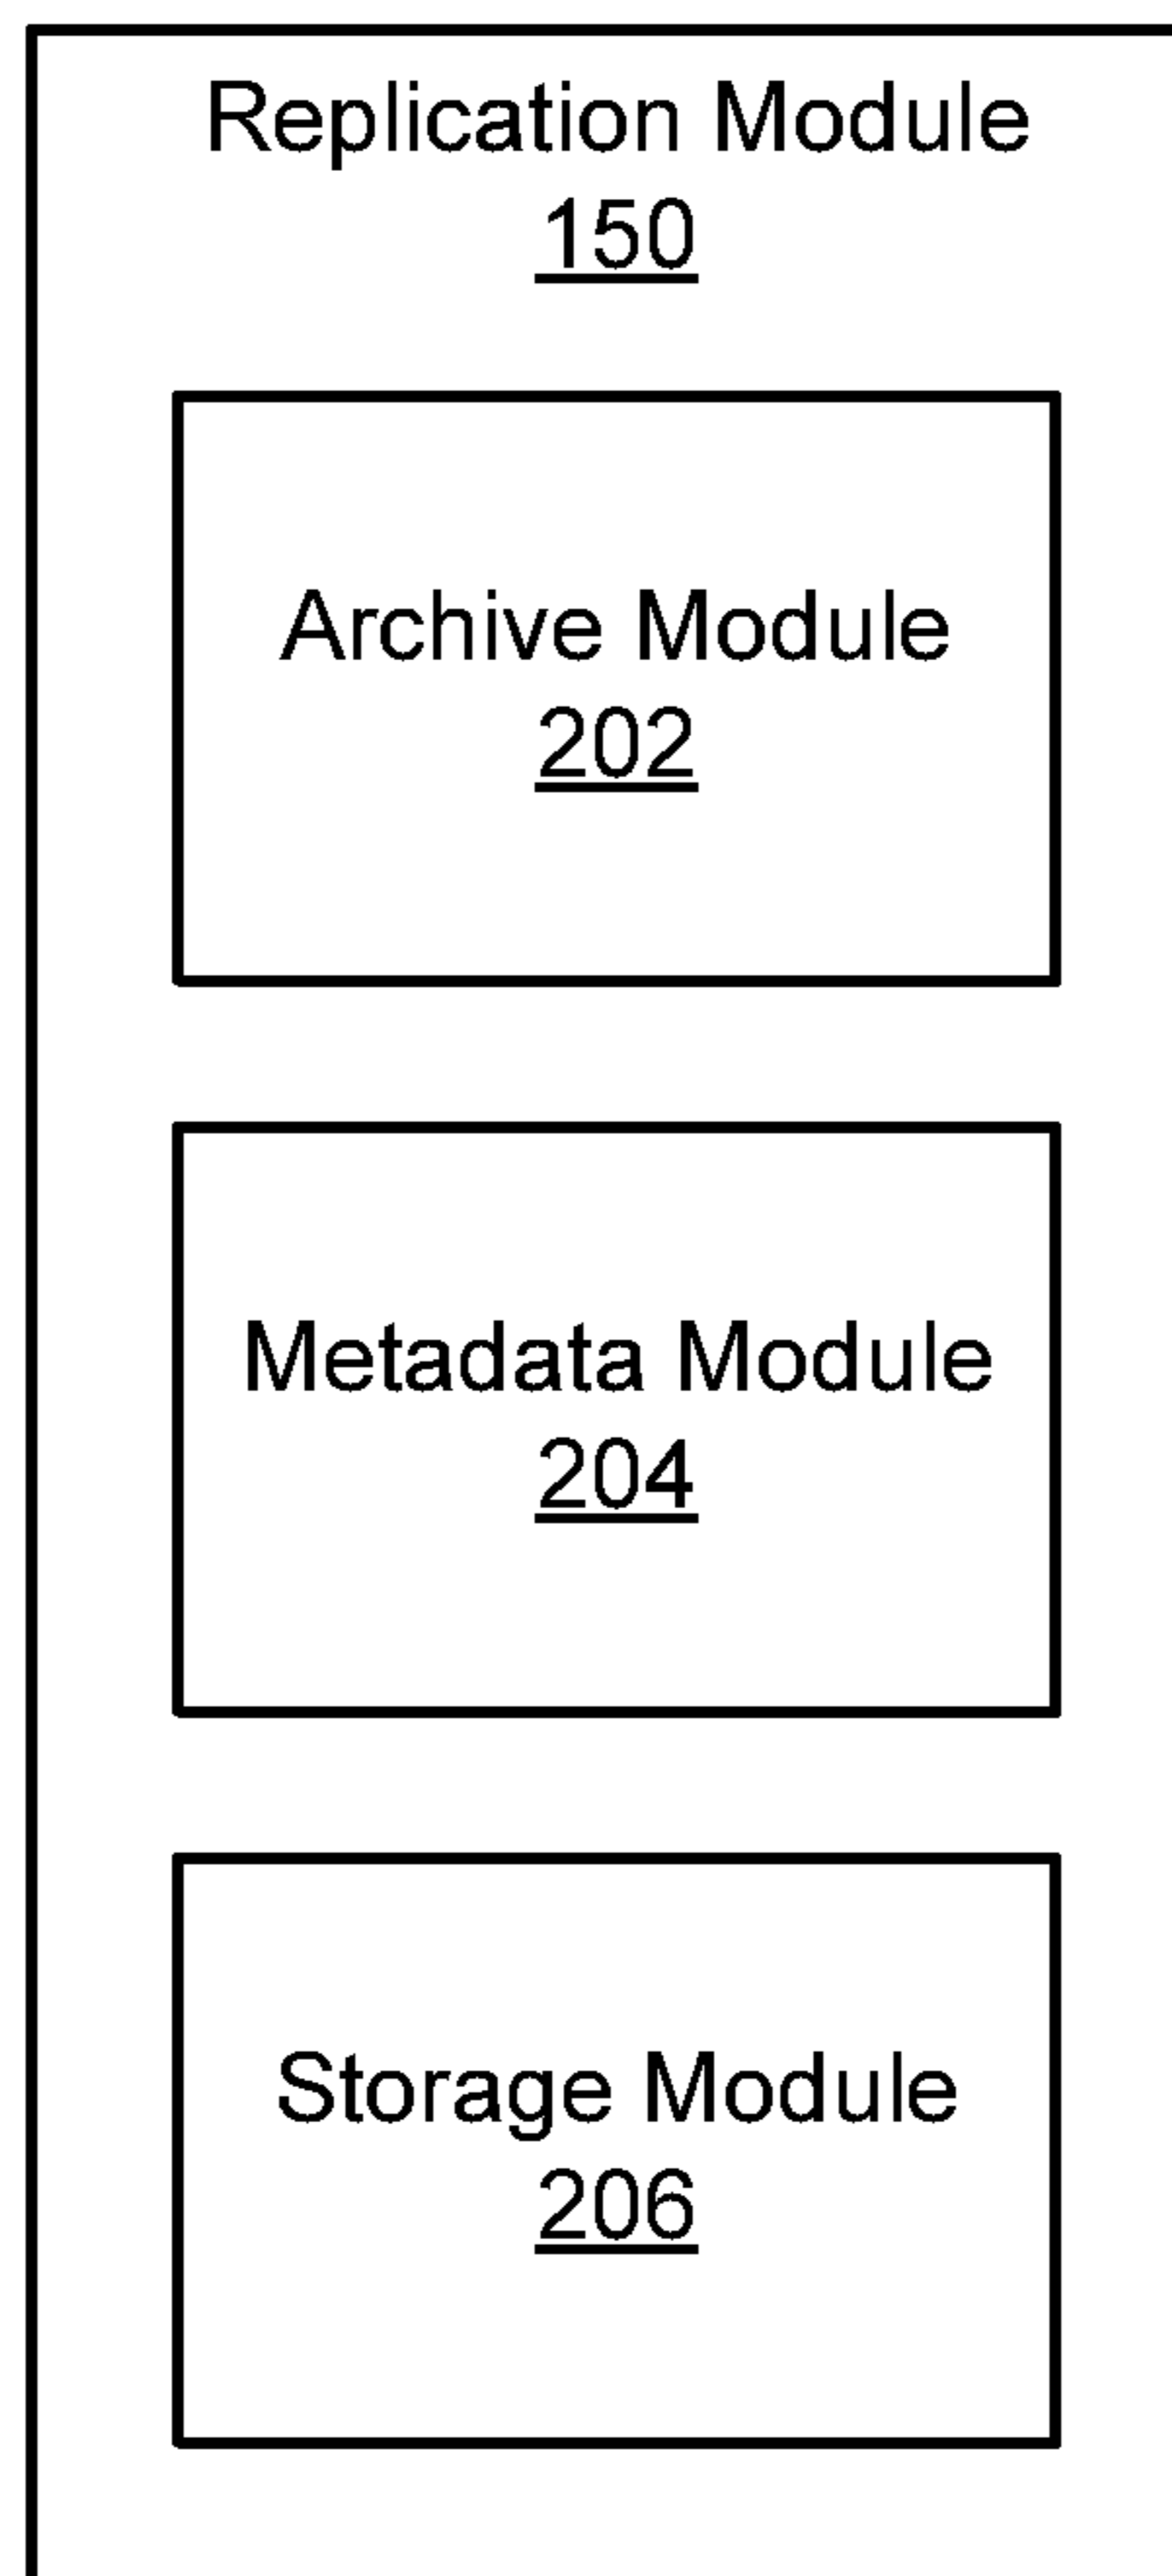 Replication Module
150
Archive Module
202
Metadata Module
204
Storage Module
206